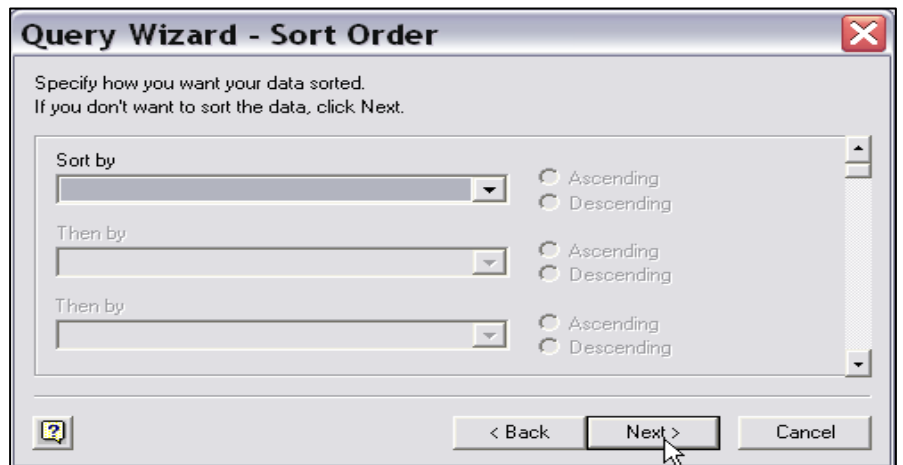 Query Wizard - Sort Order
Specify how you want your data sorted.
If you don't want to sort the data, click Next.
Sort by
Ascending
Descending
Then by
Ascending
Descending
Then by
Ascending
Descending
?
< Back
Next >
Cancel